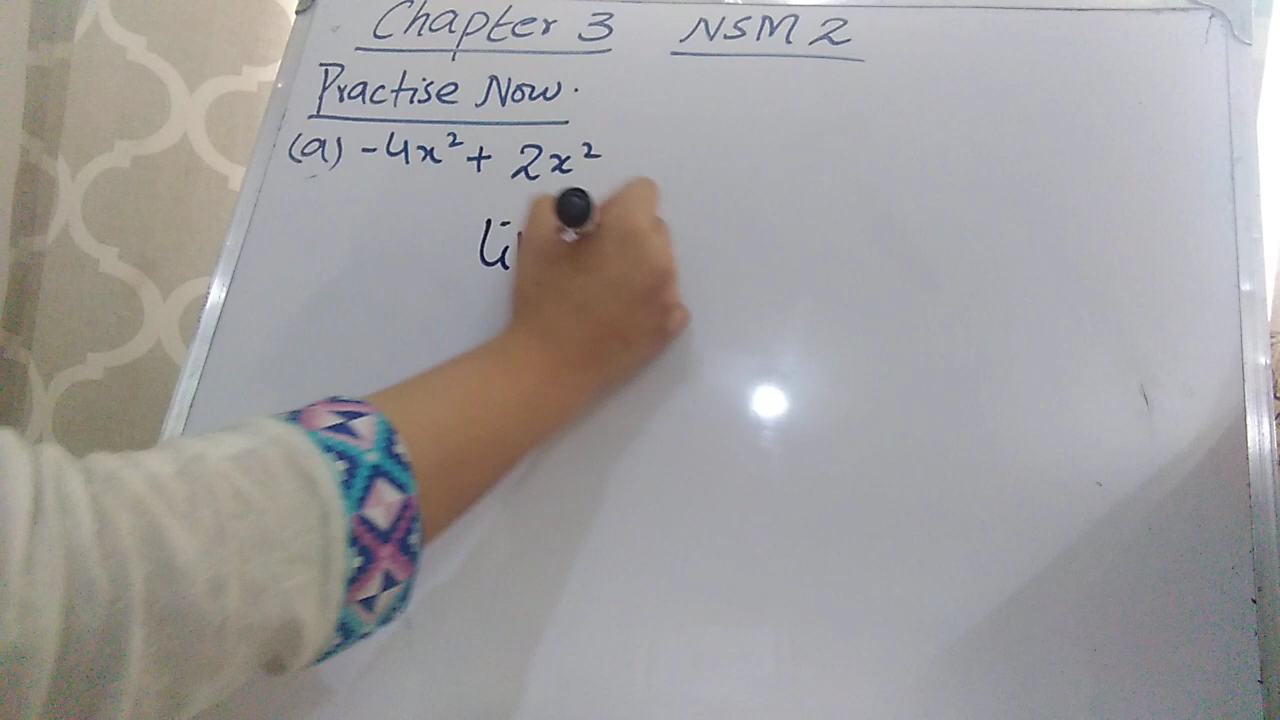 Chapter 3 NSM 2
Practise Now.
(a) -4x² + 2x²